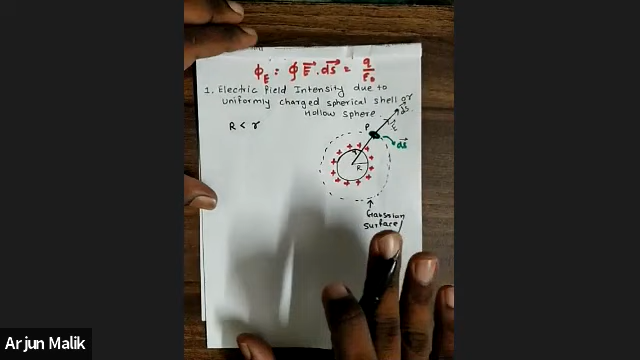 ϕE = ∮ E⃗ . ds⃗ = q/ε₀
1. Electric field Intensity due to
uniformly charged spherical shell or
Hollow sphere
R < r
P
ds⃗
ds⃗
R
Gaussian
Surface
Arjun Malik